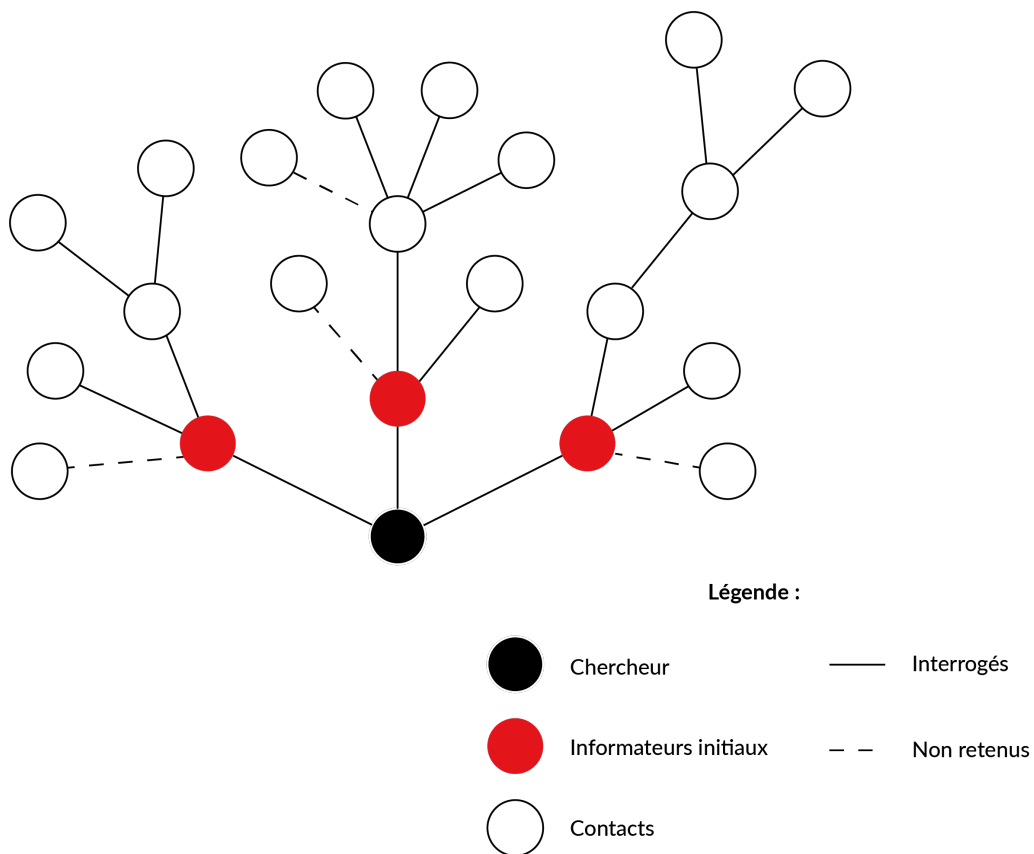 Légende :
Chercheur
Interrogés
Informateurs initiaux
Non retenus
Contacts